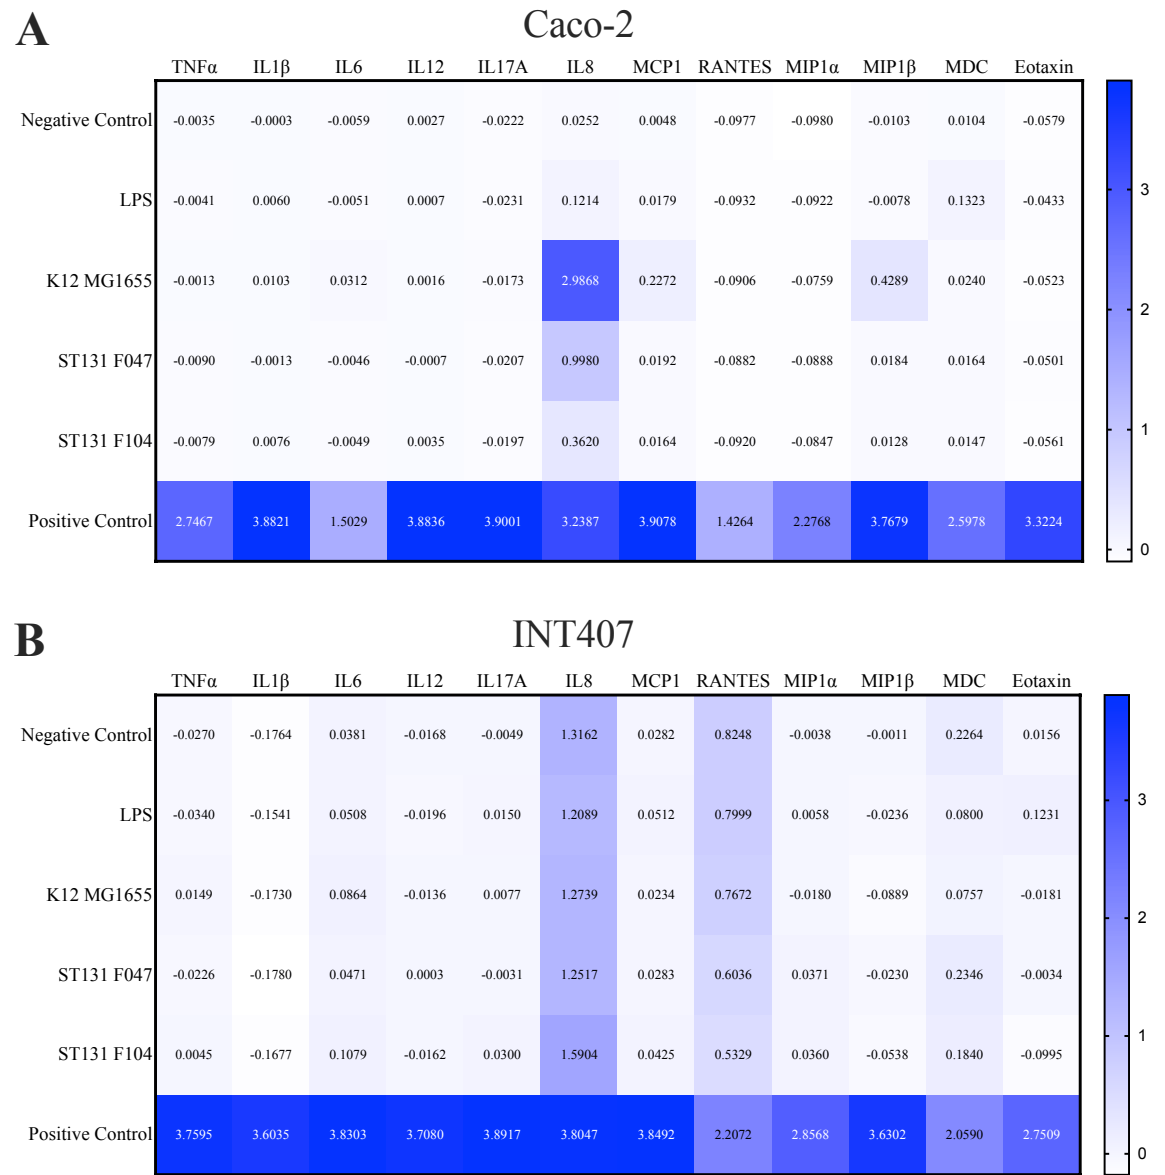 A
Caco-2
TNFα IL1β IL6 IL12 IL17A IL8 MCP1 RANTES MIP1α MIP1β MDC Eotaxin
Negative Control -0.0035 -0.0003 -0.0059 0.0027 -0.0222 0.0252 0.0048 -0.0977 -0.0980 -0.0103 0.0104 -0.0579
LPS -0.0041 0.0060 -0.0051 0.0007 -0.0231 0.1214 0.0179 -0.0932 -0.0922 -0.0078 0.1323 -0.0433
3
K12 MG1655 -0.0013 0.0103 0.0312 0.0016 -0.0173 2.9868 0.2272 -0.0906 -0.0759 0.4289 0.0240 -0.0523
2
ST131 F047 -0.0090 -0.0013 -0.0046 -0.0007 -0.0207 0.9980 0.0192 -0.0882 -0.0888 0.0184 0.0164 -0.0501
1
ST131 F104 -0.0079 0.0076 -0.0049 0.0035 -0.0197 0.3620 0.0164 -0.0920 -0.0847 0.0128 0.0147 -0.0561
Positive Control 2.7467 3.8821 1.5029 3.8836 3.9001 3.2387 3.9078 1.4264 2.2768 3.7679 2.5978 3.3224
0
B
INT407
TNFα IL1β IL6 IL12 IL17A IL8 MCP1 RANTES MIP1α MIP1β MDC Eotaxin
Negative Control -0.0270 -0.1764 0.0381 -0.0168 -0.0049 1.3162 0.0282 0.8248 -0.0038 -0.0011 0.2264 0.0156
3
LPS -0.0340 -0.1541 0.0508 -0.0196 0.0150 1.2089 0.0512 0.7999 0.0058 -0.0236 0.0800 0.1231
K12 MG1655 0.0149 -0.1730 0.0864 -0.0136 0.0077 1.2739 0.0234 0.7672 -0.0180 -0.0889 0.0757 -0.0181
2
ST131 F047 -0.0226 -0.1780 0.0471 0.0003 -0.0031 1.2517 0.0283 0.6036 0.0371 -0.0230 0.2346 -0.0034
1
ST131 F104 0.0045 -0.1677 0.1079 -0.0162 0.0300 1.5904 0.0425 0.5329 0.0360 -0.0538 0.1840 -0.0995
Positive Control 3.7595 3.6035 3.8303 3.7080 3.8917 3.8047 3.8492 2.2072 2.8568 3.6302 2.0590 2.7509
0